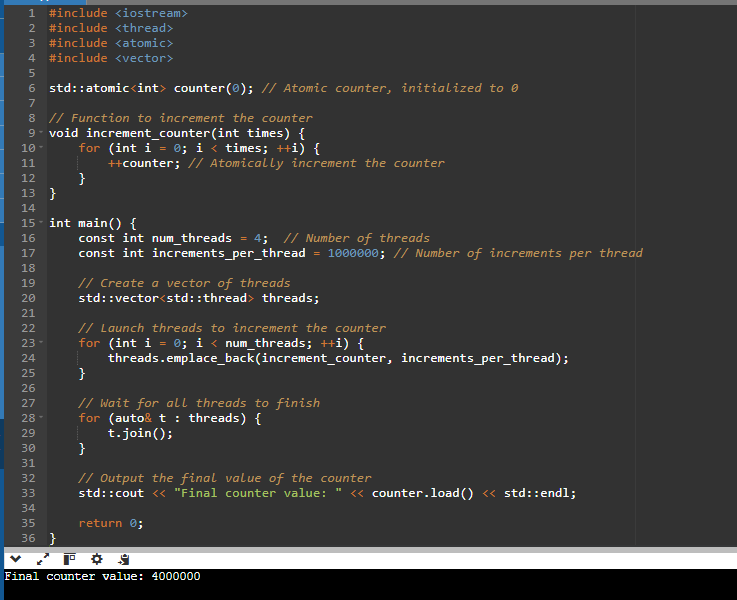 1 #include <iostream>
2 #include <thread>
3 #include <atomic>
4 #include <vector>
5
6 std::atomic<int> counter(0); // Atomic counter, initialized to 0
7
8 // Function to increment the counter
9 void increment_counter(int times) {
10     for (int i = 0; i < times; ++i) {
11         ++counter; // Atomically increment the counter
12     }
13 }
14
15 int main() {
16     const int num_threads = 4;  // Number of threads
17     const int increments_per_thread = 1000000; // Number of increments per thread
18
19     // Create a vector of threads
20     std::vector<std::thread> threads;
21
22     // Launch threads to increment the counter
23     for (int i = 0; i < num_threads; ++i) {
24         threads.emplace_back(increment_counter, increments_per_thread);
25     }
26
27     // Wait for all threads to finish
28     for (auto& t : threads) {
29         t.join();
30     }
31
32     // Output the final value of the counter
33     std::cout << "Final counter value: " << counter.load() << std::endl;
34
35     return 0;
36 }
Final counter value: 4000000